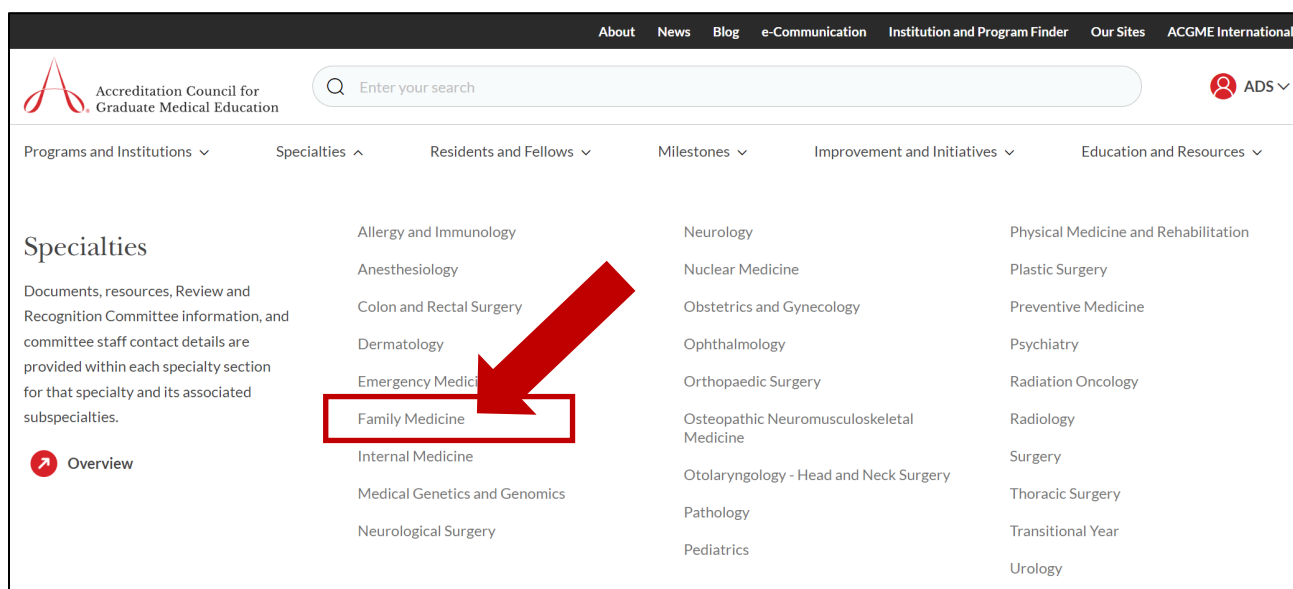 About News Blog e-Communication Institution and Program Finder Our Sites ACGME International
Accreditation Council for
Graduate Medical Education
Enter your search
ADS
Programs and Institutions Specialties Residents and Fellows Milestones Improvement and Initiatives Education and Resources
Specialties
Documents, resources, Review and
Recognition Committee information, and
committee staff contact details are
provided within each specialty section
for that specialty and its associated
subspecialties.
Overview
Allergy and Immunology
Anesthesiology
Colon and Rectal Surgery
Dermatology
Emergency Medici
Family Medicine
Internal Medicine
Medical Genetics and Genomics
Neurological Surgery
Neurology
Nuclear Medicine
Obstetrics and Gynecology
Ophthalmology
Orthopaedic Surgery
Osteopathic Neuromusculoskeletal
Medicine
Otolaryngology - Head and Neck Surgery
Pathology
Pediatrics
Physical Medicine and Rehabilitation
Plastic Surgery
Preventive Medicine
Psychiatry
Radiation Oncology
Radiology
Surgery
Thoracic Surgery
Transitional Year
Urology